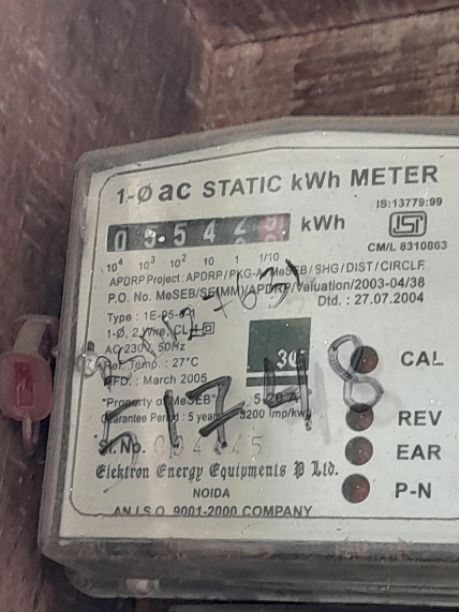 1-Ø ac STATIC kWh METER
IS:13779:99
kWh
CM/L 8310863
10⁴ 10³ 10² 10 1 1/10
APDRP Project : APDRP / PKG-A/MeSEB / SHG / DIST / CIRCLE
P.O. No. MeSEB/SE(MM)/APDRP/Valuation/2003-04/38
Dtd. : 27.07.2004
Type :
1-Ø, 2 Wire,
AC 230V, 50Hz
Ref. Temp. : 27°C
MFD. : March 2005
"Property of MeSEB"
Guarantee Period : 5 years
3200 imp/kwh
51748
Sr. No.
CAL
REV
EAR
P-N
Elektron Energy Equipments P Ltd.
NOIDA
AN I.S.O. 9001-2000 COMPANY